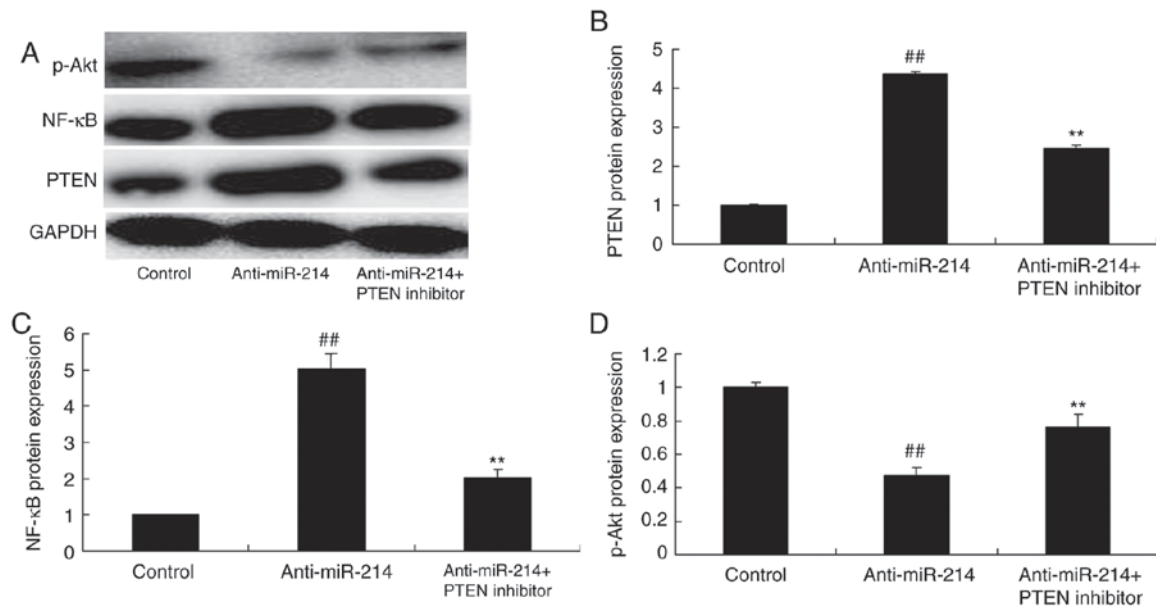 A
p-Akt
NF-κB
PTEN
GAPDH
Control
Anti-miR-214
Anti-miR-214+
PTEN inhibitor
B
PTEN protein expression
5
4
3
2
1
0
##
**
Control
Anti-miR-214
Anti-miR-214+
PTEN inhibitor
C
NF-κB protein expression
6
5
4
3
2
1
0
##
**
Control
Anti-miR-214
Anti-miR-214+
PTEN inhibitor
D
p-Akt protein expression
1.2
1
0.8
0.6
0.4
0.2
0
##
**
Control
Anti-miR-214
Anti-miR-214+
PTEN inhibitor